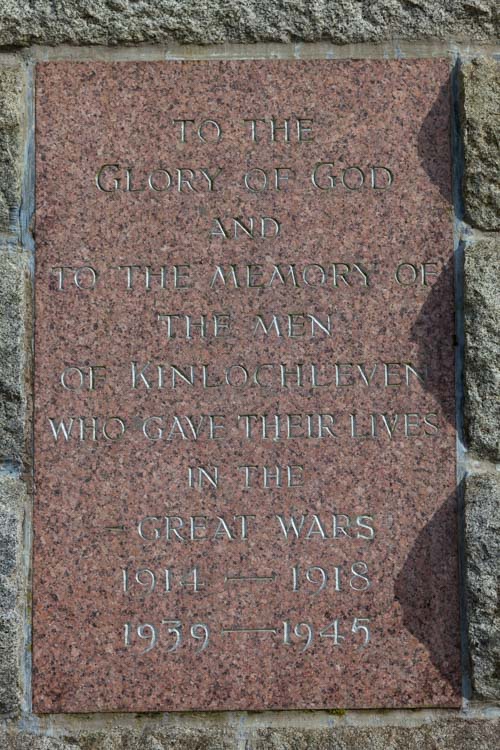 TO THE
GLORY OF GOD
AND
TO THE MEMORY OF
THE MEN
OF KINLOCHLEVEN
WHO GAVE THEIR LIVES
IN THE
GREAT WARS
1914 — 1918
1939 — 1945